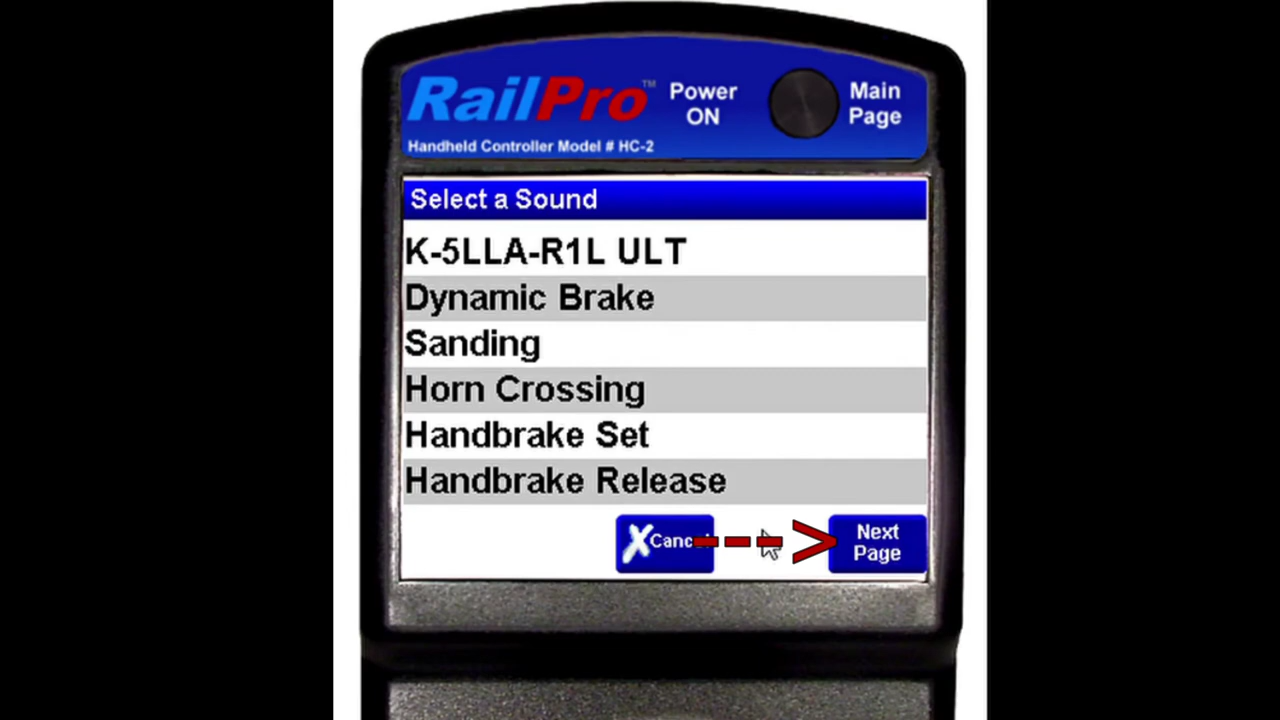 RailPro™
Power
ON
Main
Page
Handheld Controller Model # HC-2
Select a Sound
K-5LLA-R1L ULT
Dynamic Brake
Sanding
Horn Crossing
Handbrake Set
Handbrake Release
Next
Page